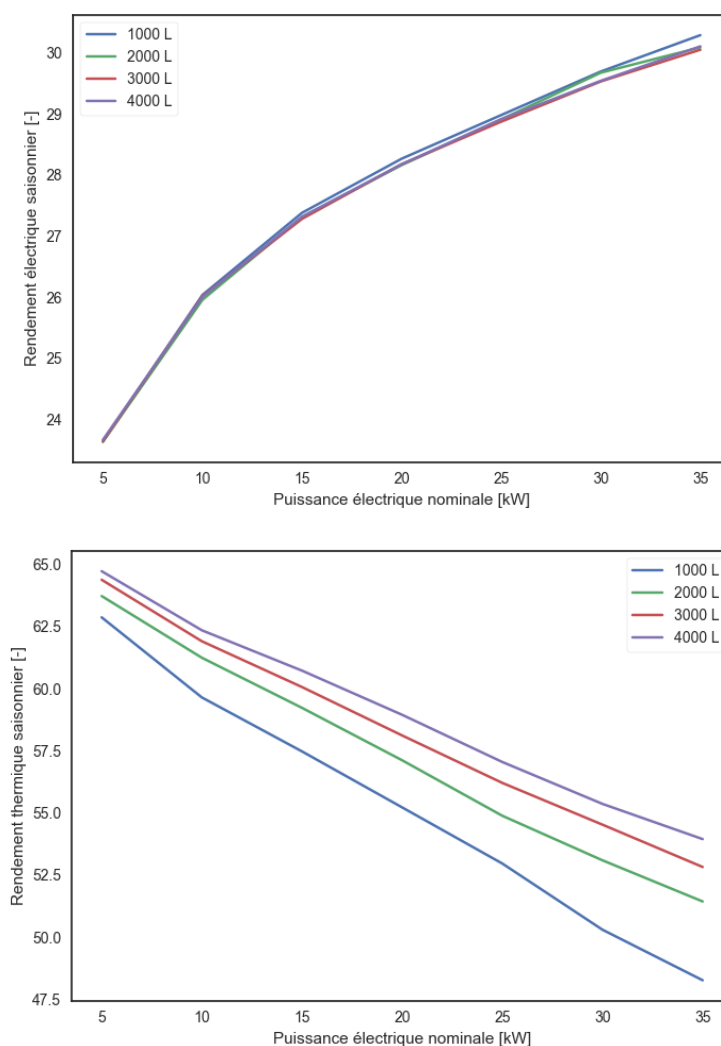 1000 L
2000 L
3000 L
4000 L
Rendement électrique saisonnier [-]
30
29
28
27
26
25
24
5 10 15 20 25 30 35
Puissance électrique nominale [kW]
1000 L
2000 L
3000 L
4000 L
Rendement thermique saisonnier [-]
65.0
62.5
60.0
57.5
55.0
52.5
50.0
47.5
5 10 15 20 25 30 35
Puissance électrique nominale [kW]